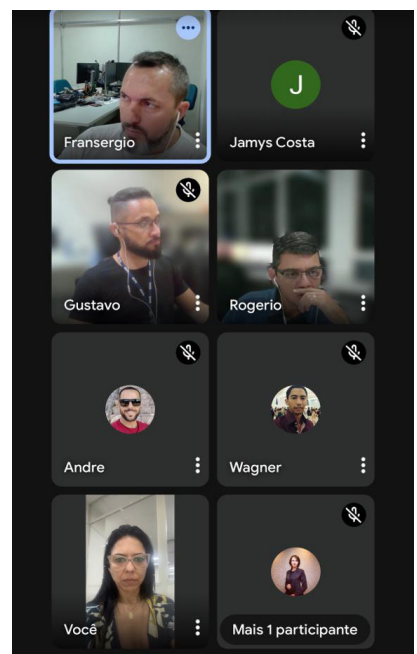 Fransergio
J
Jamys Costa
Gustavo
Rogerio
Andre
Wagner
Você
Mais 1 participante